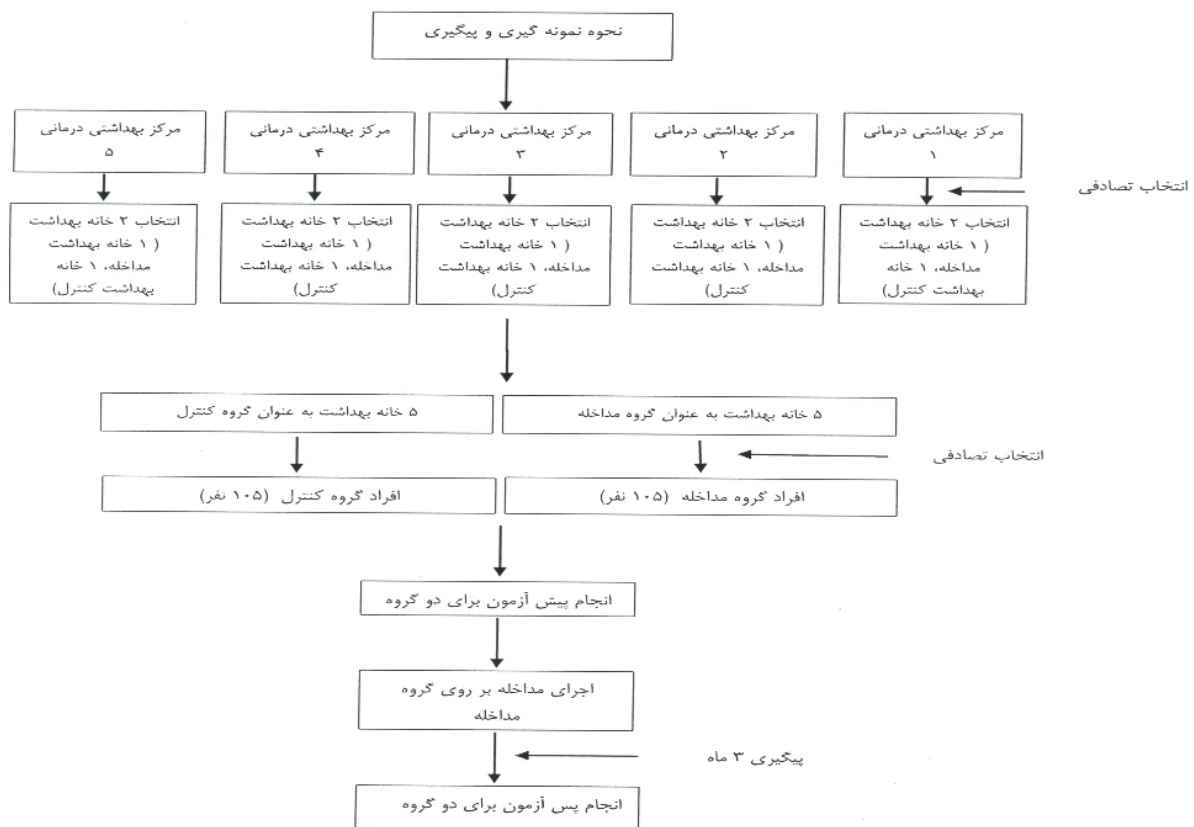 نحوه نمونه گیری و پیگیری
مرکز بهداشتی درمانی
۱
مرکز بهداشتی درمانی
۲
مرکز بهداشتی درمانی
۳
مرکز بهداشتی درمانی
۴
مرکز بهداشتی درمانی
۵
انتخاب تصادفی
انتخاب ۲ خانه بهداشت
( ۱ خانه بهداشت
مداخله، ۱ خانه
بهداشت کنترل)
انتخاب ۲ خانه بهداشت
( ۱ خانه بهداشت
مداخله، ۱ خانه بهداشت
کنترل)
انتخاب ۲ خانه بهداشت
( ۱ خانه بهداشت
مداخله، ۱ خانه بهداشت
کنترل)
انتخاب ۲ خانه بهداشت
( ۱ خانه بهداشت
مداخله، ۱ خانه بهداشت
کنترل)
انتخاب ۲ خانه بهداشت
( ۱ خانه بهداشت
مداخله، ۱ خانه
بهداشت کنترل)
۵ خانه بهداشت به عنوان گروه مداخله
۵ خانه بهداشت به عنوان گروه کنترل
انتخاب تصادفی
افراد گروه مداخله (۱۰۵ نفر)
افراد گروه کنترل (۱۰۵ نفر)
انجام پیش آزمون برای دو گروه
اجرای مداخله بر روی گروه
مداخله
پیگیری ۳ ماه
انجام پس آزمون برای دو گروه